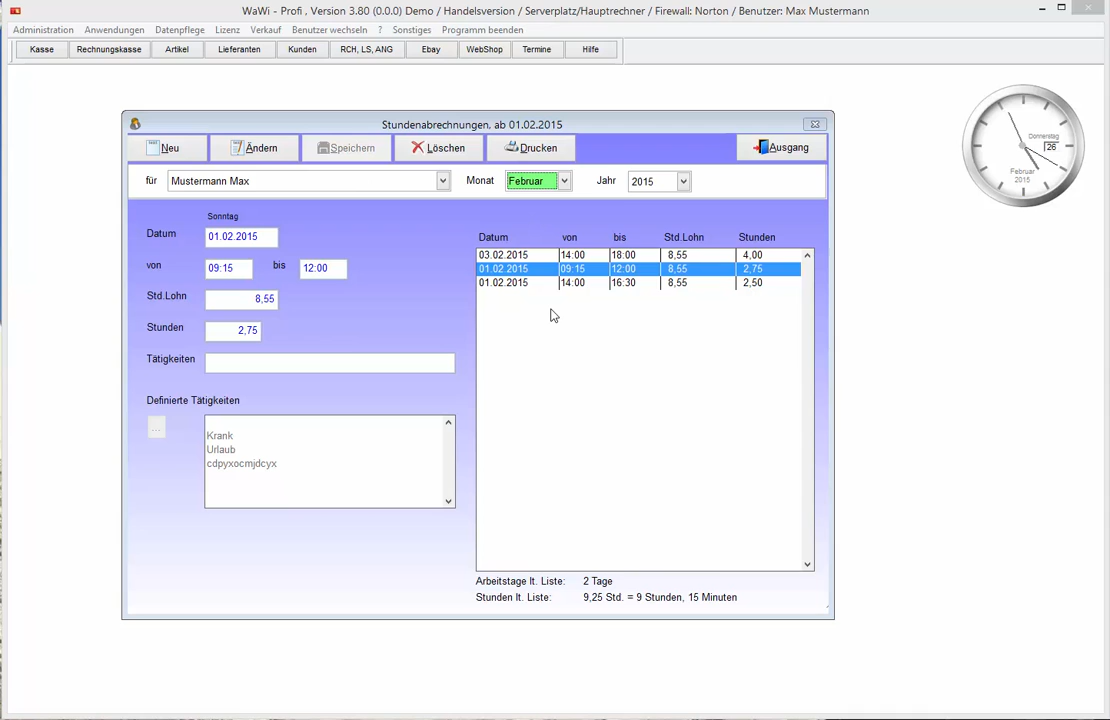 WaWi - Profi , Version 3.80 (0.0.0) Demo / Handelsversion / Serverplatz/Hauptrechner / Firewall: Norton / Benutzer: Max Mustermann
Administration Anwendungen Datenpflege Lizenz Verkauf Benutzer wechseln ? Sonstiges Programm beenden
Kasse Rechnungskasse Artikel Lieferanten Kunden RCH, LS, ANG Ebay WebShop Termine Hilfe
Donnerstag
26
Februar
2015
Stundenabrechnungen, ab 01.02.2015
Neu Ändern Speichern Löschen Drucken Ausgang
für Mustermann Max Monat Februar Jahr 2015
Sonntag
Datum 01.02.2015
von 09:15 bis 12:00
Std.Lohn 8,55
Stunden 2,75
Tätigkeiten
Definierte Tätigkeiten
...
Krank
Urlaub
cdpyxocmjdcyx
Datum von bis Std.Lohn Stunden
03.02.2015 14:00 18:00 8,55 4,00
01.02.2015 09:15 12:00 8,55 2,75
01.02.2015 14:00 16:30 8,55 2,50
Arbeitstage lt. Liste: 2 Tage
Stunden lt. Liste: 9,25 Std. = 9 Stunden, 15 Minuten